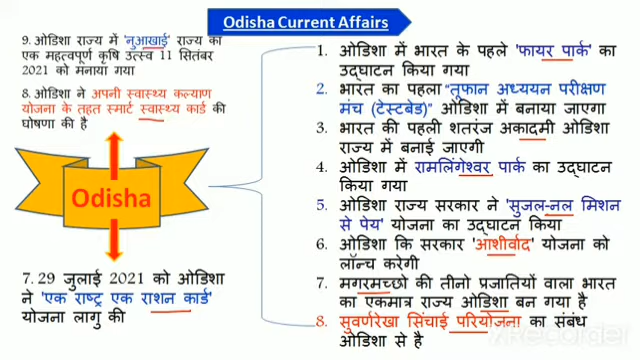 Odisha Current Affairs
9. ओडिशा राज्य में 'नुआखाई' राज्य का
एक महत्वपूर्ण कृषि उत्स्व 11 सितंबर
2021 को मनाया गया
8. ओडिशा ने अपनी स्वास्थ्य कल्याण
योजना के तहत स्मार्ट स्वास्थ्य कार्ड की
घोषणा की है
Odisha
7. 29 जुलाई 2021 को ओडिशा
ने 'एक राष्ट्र एक राशन कार्ड'
योजना लागु की
1. ओडिशा में भारत के पहले 'फायर पार्क' का
उदघाटन किया गया
2. भारत का पहला "तूफान अध्ययन परीक्षण
मंच (टेस्टबेड)" ओडिशा में बनाया जाएगा
3. भारत की पहली शतरंज अकादमी ओडिशा
राज्य में बनाई जाएगी
4. ओडिशा में रामलिंगेश्वर पार्क का उदघाटन
किया गया
5. ओडिशा राज्य सरकार ने 'सुजल-नल मिशन
से पेय' योजना का उदघाटन किया
6. ओडिशा कि सरकार 'आशीर्वाद' योजना को
लॉन्च करेगी
7. मगरमच्छो की तीनो प्रजातियों वाला भारत
का एकमात्र राज्य ओडिशा बन गया है
8. सुवर्णरेखा सिंचाई परियोजना का संबंध
ओडिशा से है
VivaRecorder